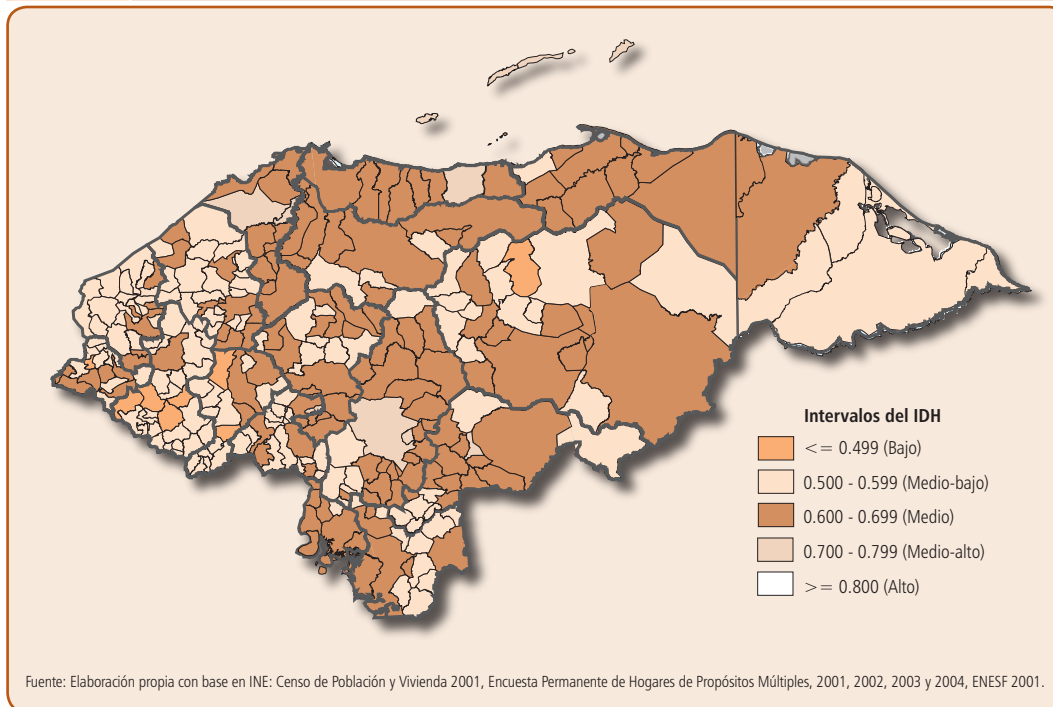 Intervalos del IDH
<= 0.499 (Bajo)
0.500 - 0.599 (Medio-bajo)
0.600 - 0.699 (Medio)
0.700 - 0.799 (Medio-alto)
>= 0.800 (Alto)
Fuente: Elaboración propia con base en INE: Censo de Población y Vivienda 2001, Encuesta Permanente de Hogares de Propósitos Múltiples, 2001, 2002, 2003 y 2004, ENESF 2001.